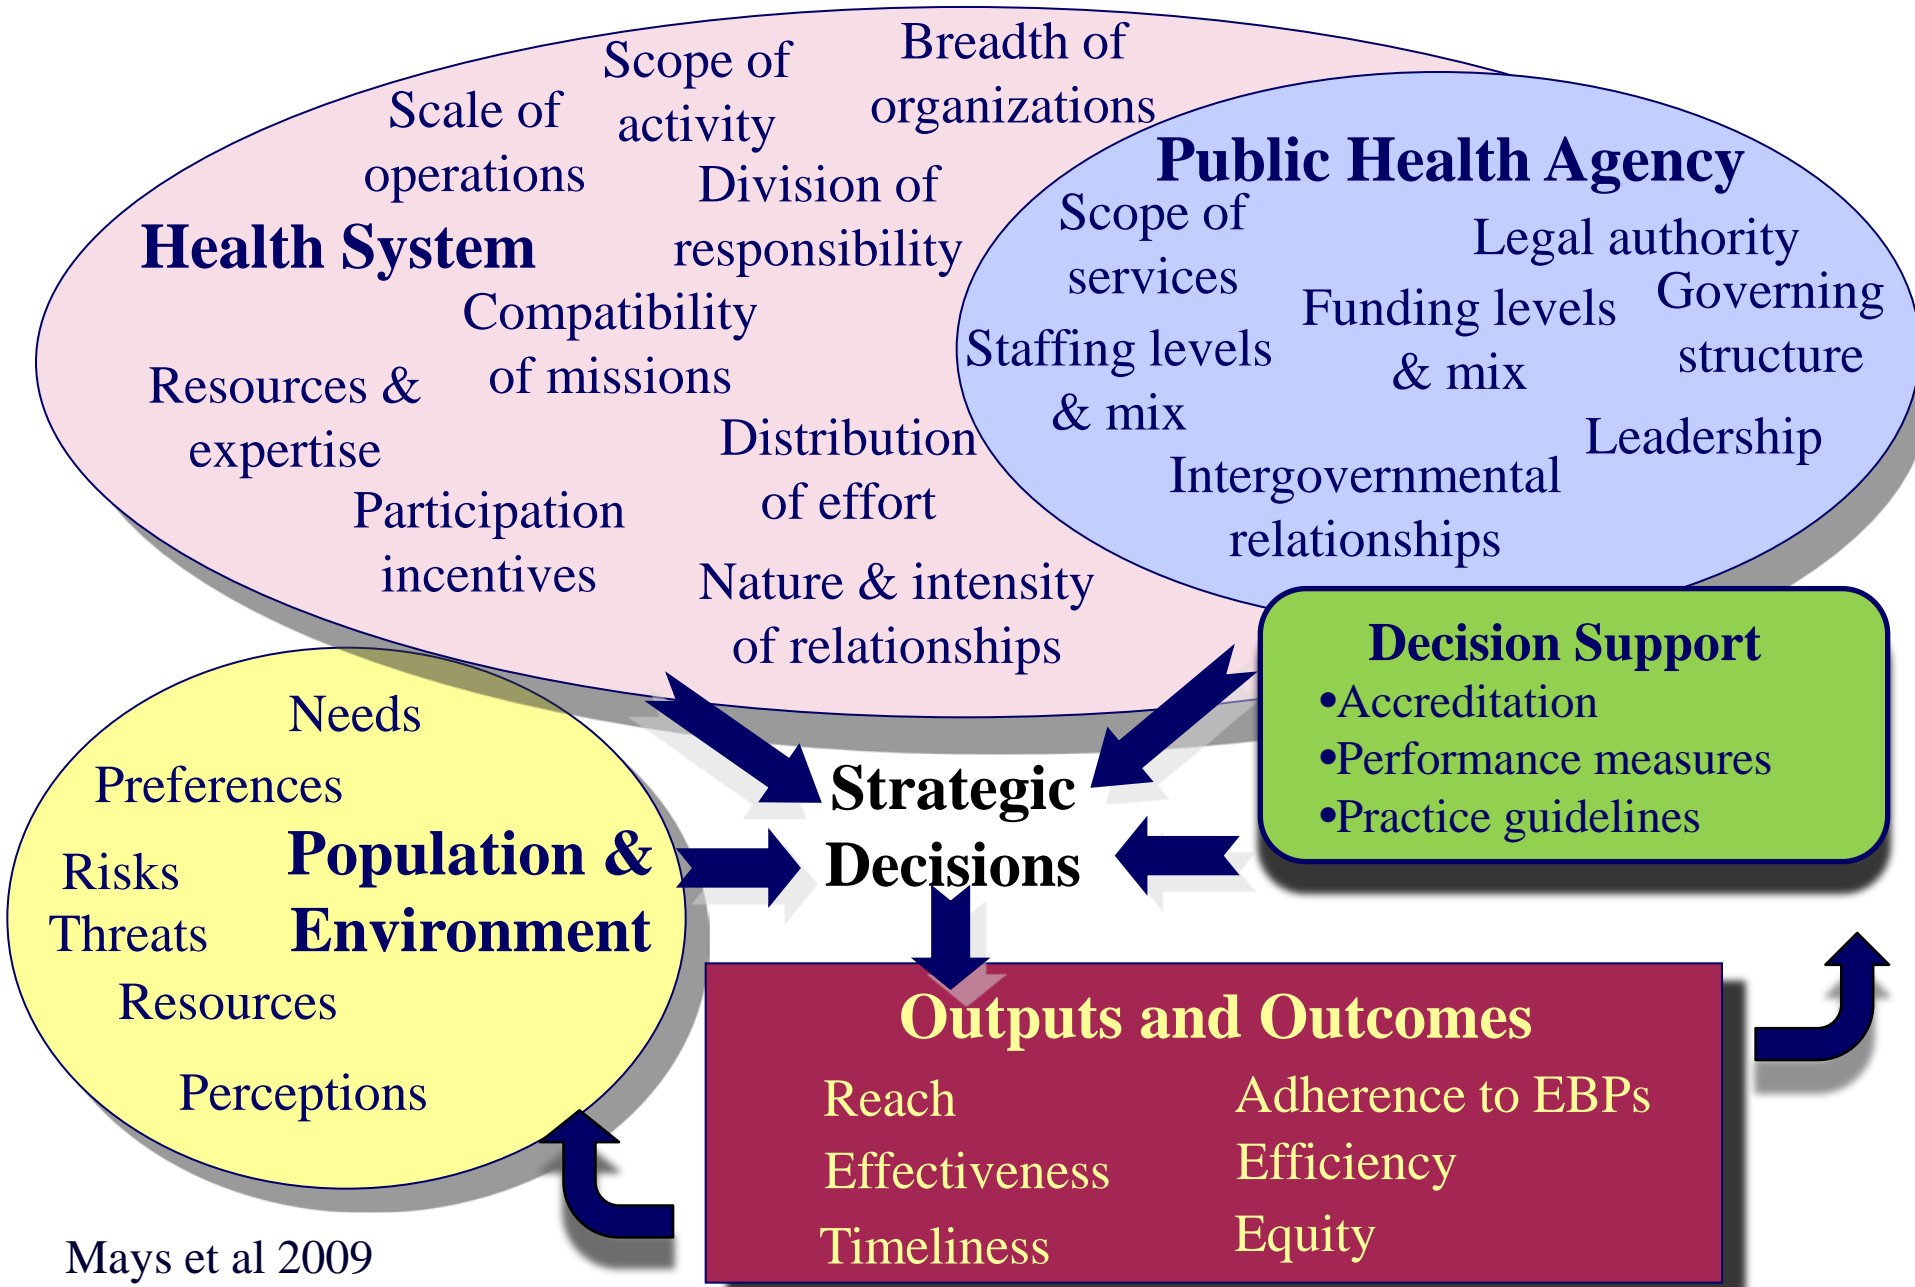 Breadth of
organizations
Scope of
activity
Scale of
operations
Division of
responsibility
Health System
Compatibility
of missions
Resources &
expertise
Distribution
of effort
Participation
incentives
Nature & intensity
of relationships
Public Health Agency
Scope of
services
Legal authority
Governing
structure
Funding levels
& mix
Staffing levels
& mix
Leadership
Intergovernmental
relationships
Decision Support
•Accreditation
•Performance measures
•Practice guidelines
Strategic
Decisions
Needs
Preferences
Population &
Environment
Risks
Threats
Resources
Perceptions
Outputs and Outcomes
Reach
Effectiveness
Timeliness
Adherence to EBPs
Efficiency
Equity
Mays et al 2009